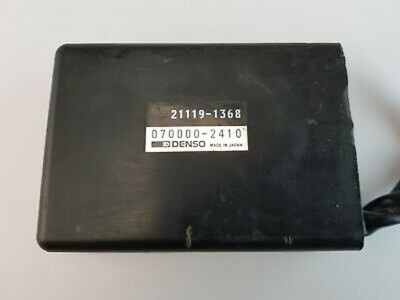 21119-1368
070000-2410
DENSO MADE IN JAPAN